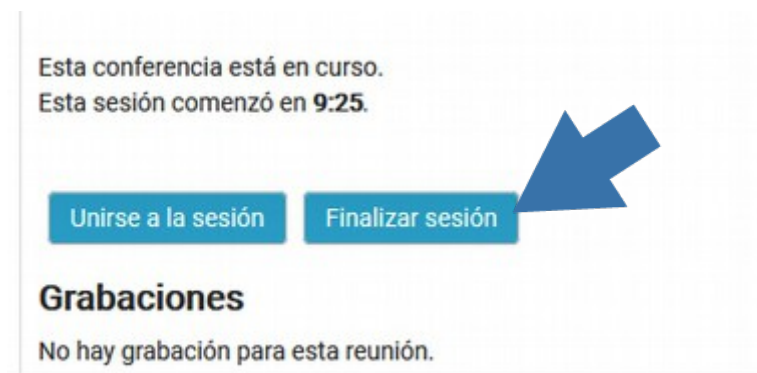 Esta conferencia está en curso.
Esta sesión comenzó en 9:25.
Unirse a la sesión Finalizar sesión
Grabaciones
No hay grabación para esta reunión.